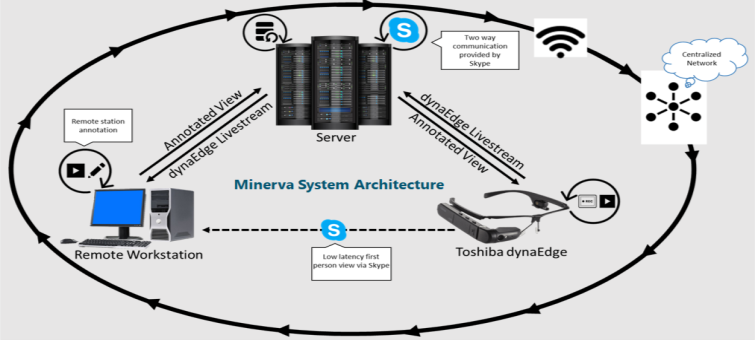 Two way
communication
provided by
Skype
Centralized
Network
Server
Remote station
annotation
Annotated View
dynaEdge Livestream
dynaEdge Livestream
Annotated View
Minerva System Architecture
Remote Workstation
Low latency first
person view via Skype
Toshiba dynaEdge